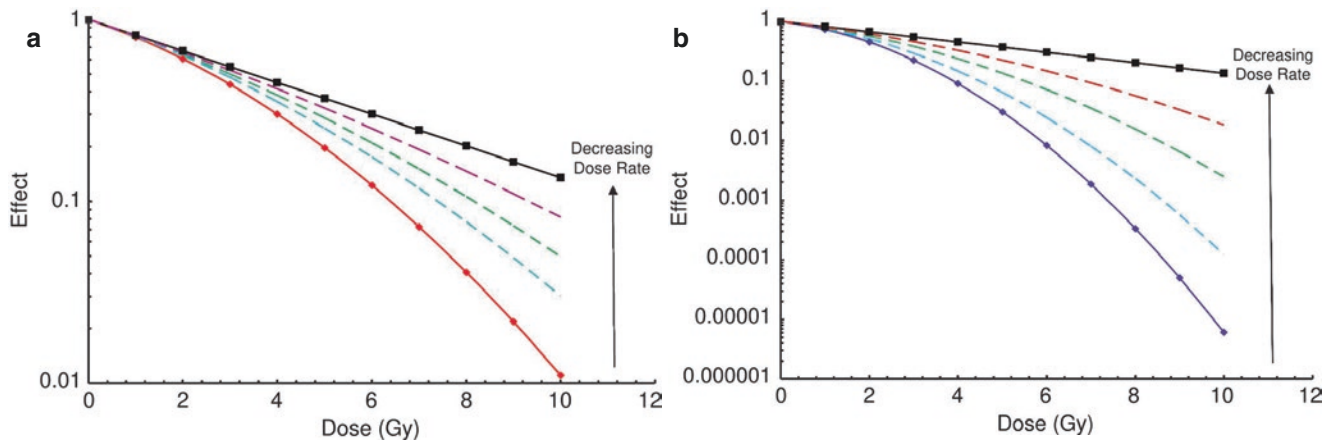 a
1
0.1
0.01
Effect
0 2 4 6 8 10 12
Dose (Gy)
Decreasing
Dose Rate
b
1
0.1
0.01
0.001
0.0001
0.00001
0.000001
Effect
0 2 4 6 8 10 12
Dose (Gy)
Decreasing
Dose Rate